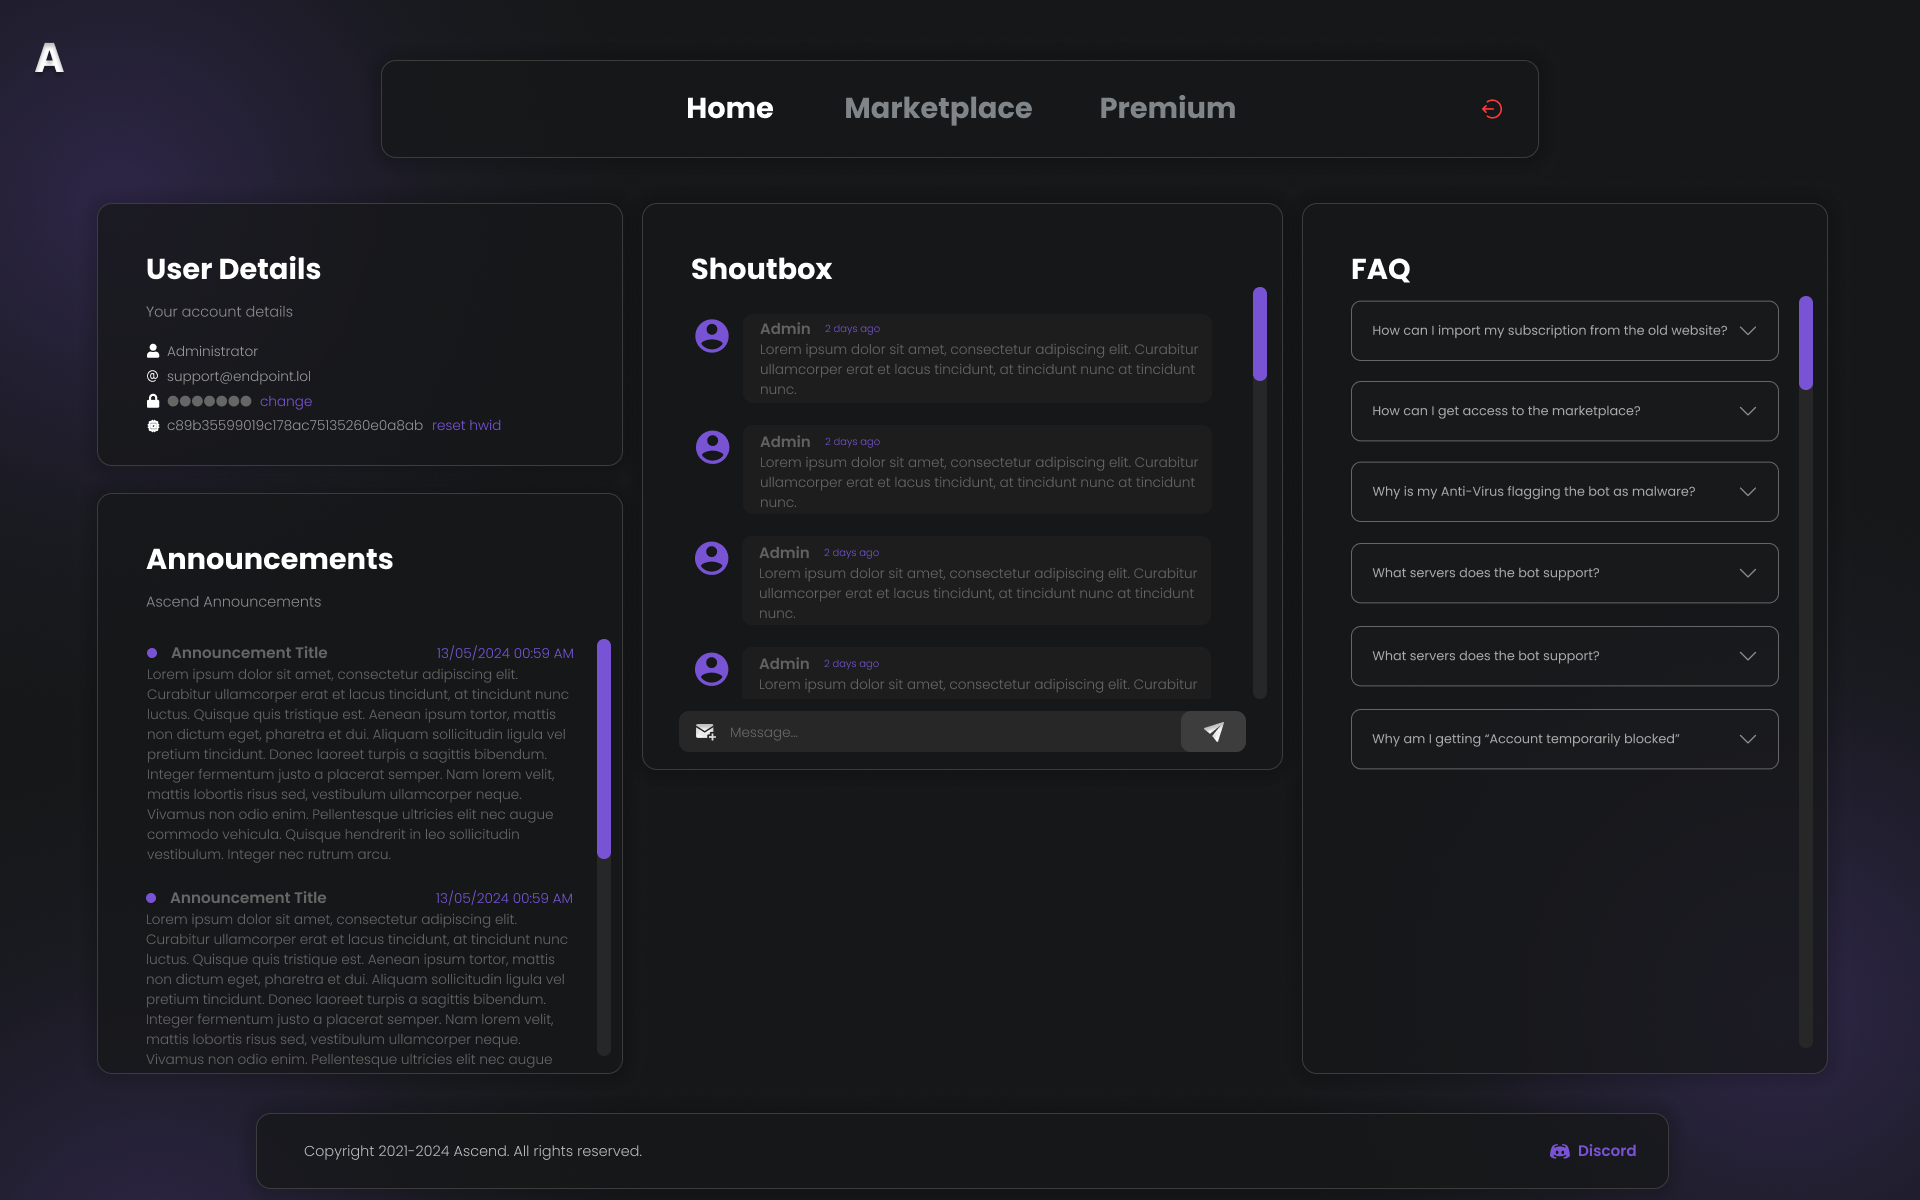 A
Home
Marketplace
Premium
User Details
Your account details
Administrator
support@endpoint.lol
change
c89b35599019c178ac75135260e0a8ab reset hwid
Announcements
Ascend Announcements
Announcement Title 13/05/2024 00:59 AM
Lorem ipsum dolor sit amet, consectetur adipiscing elit.
Curabitur ullamcorper erat et lacus tincidunt, at tincidunt nunc
luctus. Quisque quis tristique est. Aenean ipsum tortor, mattis
non dictum eget, pharetra et dui. Aliquam sollicitudin ligula vel
pretium tincidunt. Donec laoreet turpis a sagittis bibendum.
Integer fermentum justo a placerat semper. Nam lorem velit,
mattis lobortis risus sed, vestibulum ullamcorper neque.
Vivamus non odio enim. Pellentesque ultricies elit nec augue
commodo vehicula. Quisque hendrerit in leo sollicitudin
vestibulum. Integer nec rutrum arcu.
Announcement Title 13/05/2024 00:59 AM
Lorem ipsum dolor sit amet, consectetur adipiscing elit.
Curabitur ullamcorper erat et lacus tincidunt, at tincidunt nunc
luctus. Quisque quis tristique est. Aenean ipsum tortor, mattis
non dictum eget, pharetra et dui. Aliquam sollicitudin ligula vel
pretium tincidunt. Donec laoreet turpis a sagittis bibendum.
Integer fermentum justo a placerat semper. Nam lorem velit,
mattis lobortis risus sed, vestibulum ullamcorper neque.
Vivamus non odio enim. Pellentesque ultricies elit nec augue
Shoutbox
Admin 2 days ago
Lorem ipsum dolor sit amet, consectetur adipiscing elit. Curabitur
ullamcorper erat et lacus tincidunt, at tincidunt nunc at tincidunt
nunc.
Admin 2 days ago
Lorem ipsum dolor sit amet, consectetur adipiscing elit. Curabitur
ullamcorper erat et lacus tincidunt, at tincidunt nunc at tincidunt
nunc.
Admin 2 days ago
Lorem ipsum dolor sit amet, consectetur adipiscing elit. Curabitur
ullamcorper erat et lacus tincidunt, at tincidunt nunc at tincidunt
nunc.
Admin 2 days ago
Lorem ipsum dolor sit amet, consectetur adipiscing elit. Curabitur
Message...
FAQ
How can I import my subscription from the old website?
How can I get access to the marketplace?
Why is my Anti-Virus flagging the bot as malware?
What servers does the bot support?
What servers does the bot support?
Why am I getting “Account temporarily blocked”
Copyright 2021-2024 Ascend. All rights reserved.
Discord